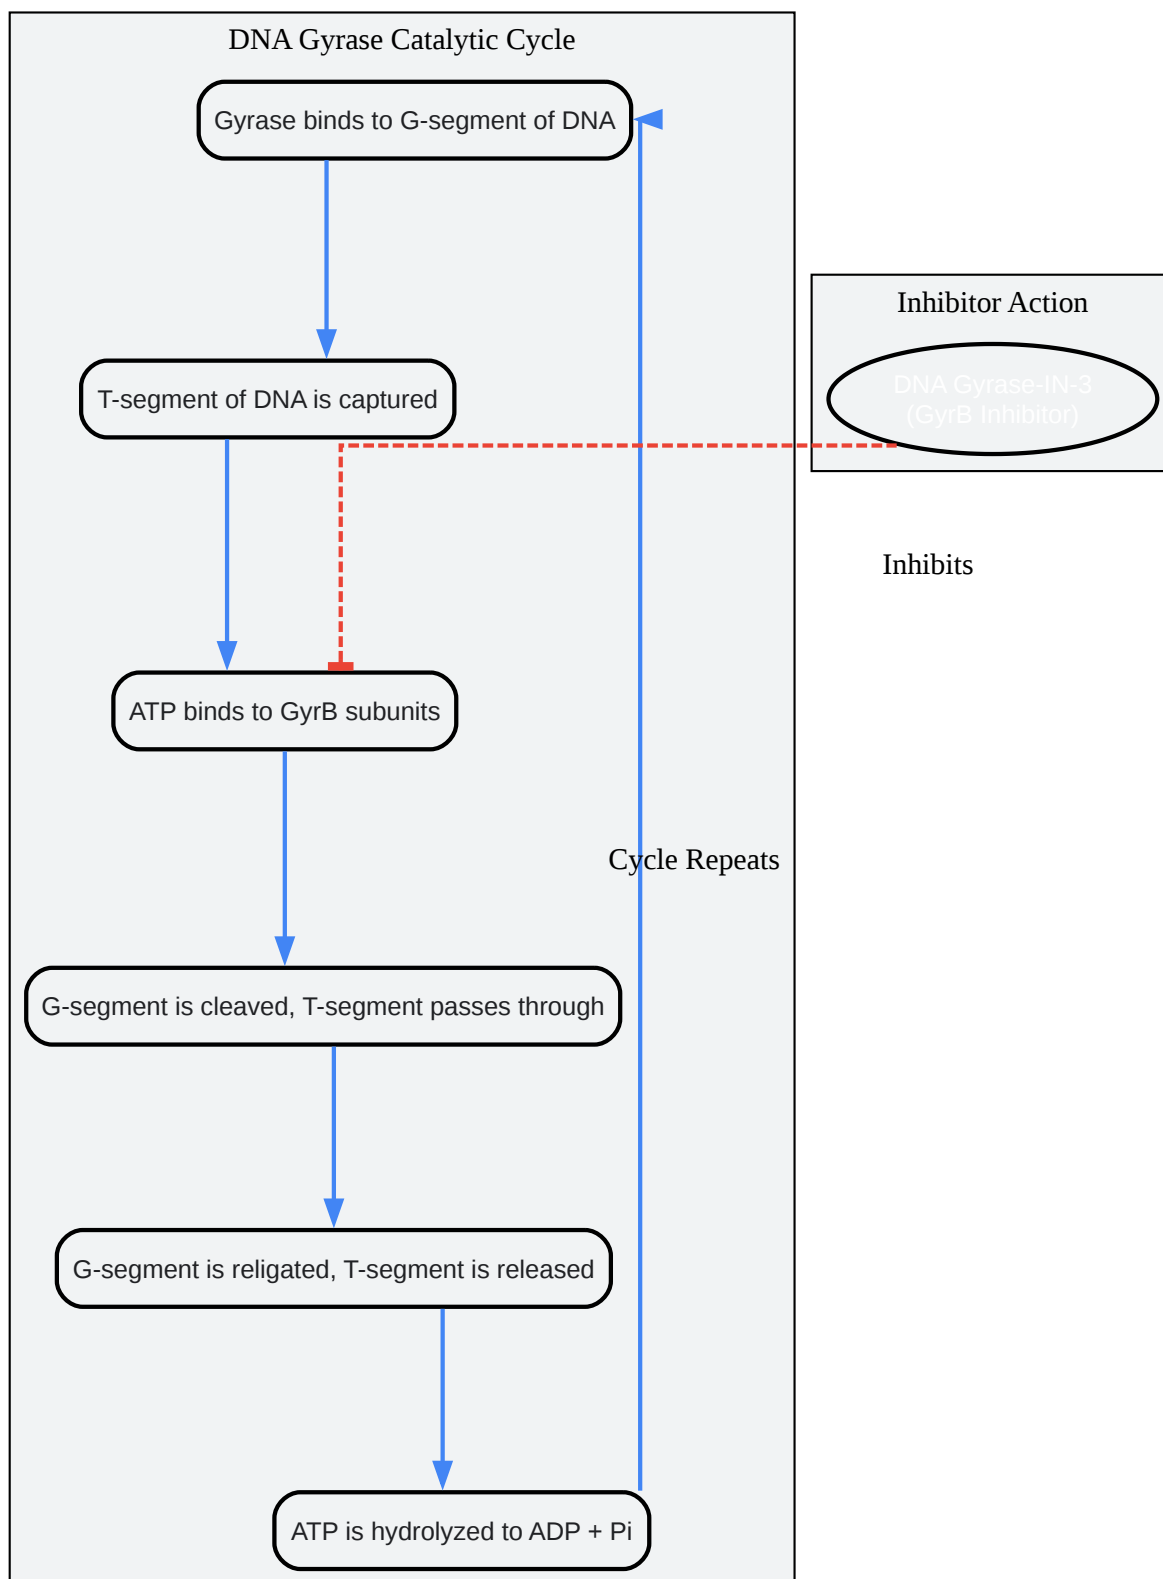 DNA Gyrase Catalytic Cycle
Gyrase binds to G-segment of DNA
Inhibitor Action
DNA Gyrase-IN-3
(GyrB Inhibitor)
T-segment of DNA is captured
Inhibits
ATP binds to GyrB subunits
Cycle Repeats
G-segment is cleaved, T-segment passes through
G-segment is religated, T-segment is released
ATP is hydrolyzed to ADP + Pi